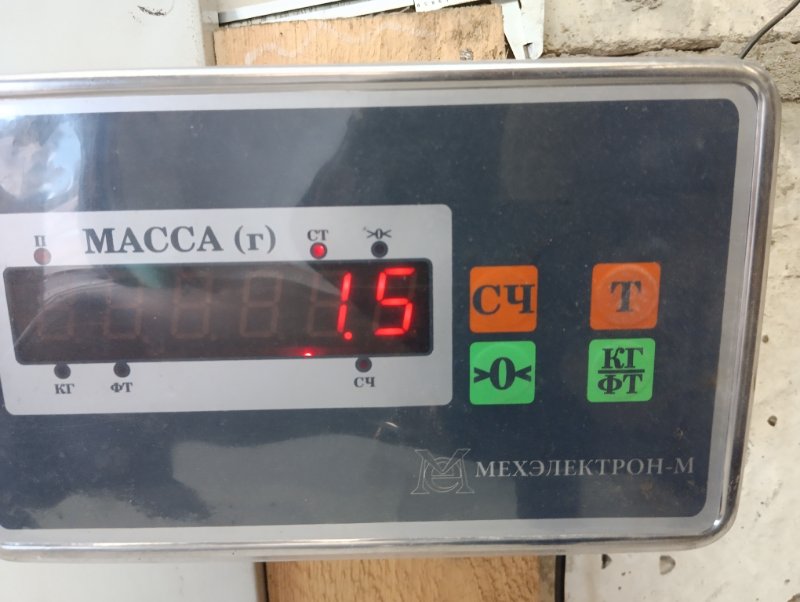 П
МАССА (г)
СТ
>0<
1.5
КГ
ФТ
СЧ
СЧ
Т
>0<
КГ
ФТ
МЕХЭЛЕКТРОН-М